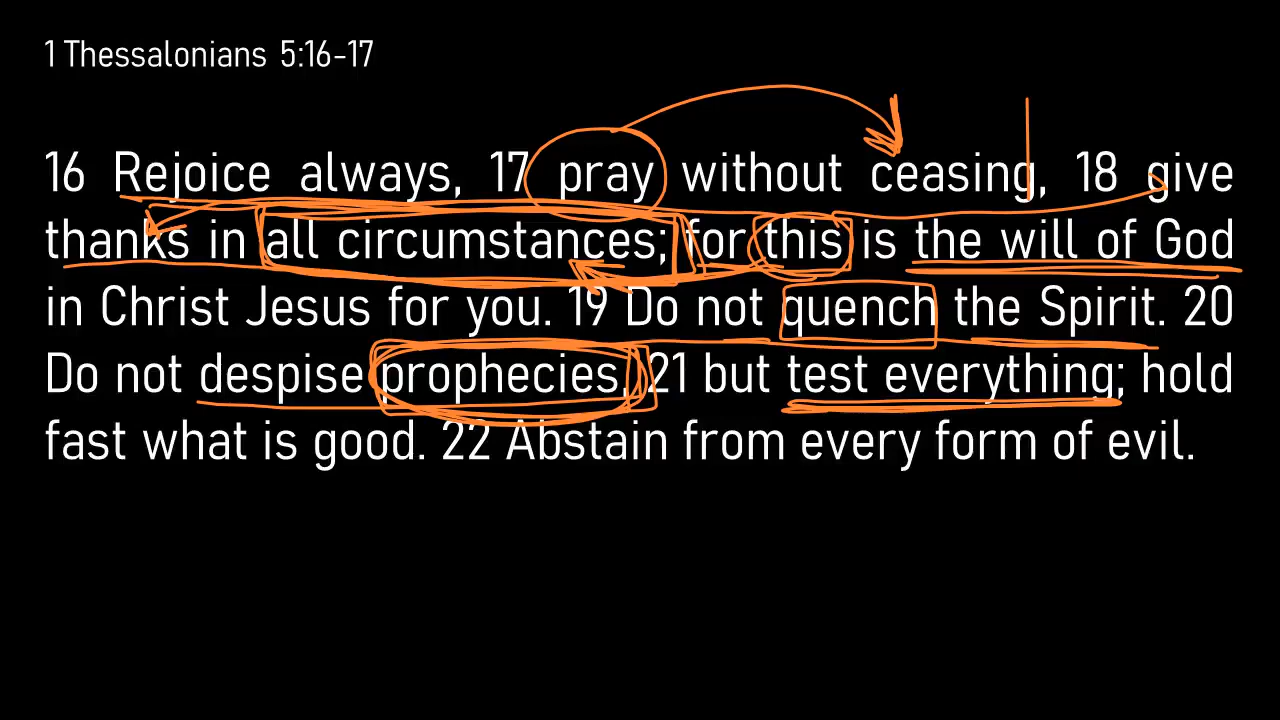 1 Thessalonians 5:16-17
16 Rejoice always, 17 pray without ceasing, 18 give
thanks in all circumstances; for this is the will of God
in Christ Jesus for you. 19 Do not quench the Spirit. 20
Do not despise prophecies, 21 but test everything; hold
fast what is good. 22 Abstain from every form of evil.